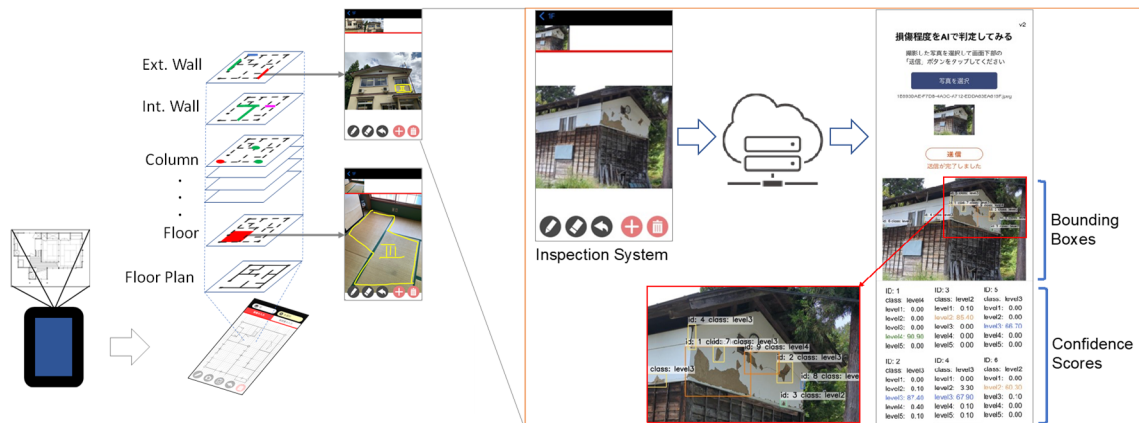 Ext. Wall
Int. Wall
Column
Floor
Floor Plan
Inspection System
v2
損傷程度をAIで判定してみる
撮影した写真を選択して画面下部の
「送信」ボタンをタップしてください
写真を選択
送信
送信が完了しました
Bounding
Boxes
id: 4 class: level3
id: 7 class: level3
id: 9 class: level4
id: 2 class: level3
class: level3
id: 8 class: leve
id: 3 class: level2
ID: 1 ID: 3 ID: 5
class: level4 class: level2 class: level3
level1: 0.00 level1: 0.10 level1: 0.00
level2: 0.00 level2: 85.40 level2: 0.00
level3: 0.00 level3: 0.00 level3: 66.70
level4: 90.90 level4: 0.00 level4: 0.00
level5: 0.00 level5: 0.00 level5: 0.00
ID: 2 ID: 4 ID: 6
class: level3 class: level3 class: level2
level1: 0.00 level1: 0.00 level1: 0.00
level2: 0.10 level2: 3.30 level2: 60.30
level3: 87.40 level3: 67.90 level3: 0.10
level4: 0.40 level4: 0.10 level4: 0.00
level5: 0.10 level5: 0.10 level5: 0.00
Confidence
Scores